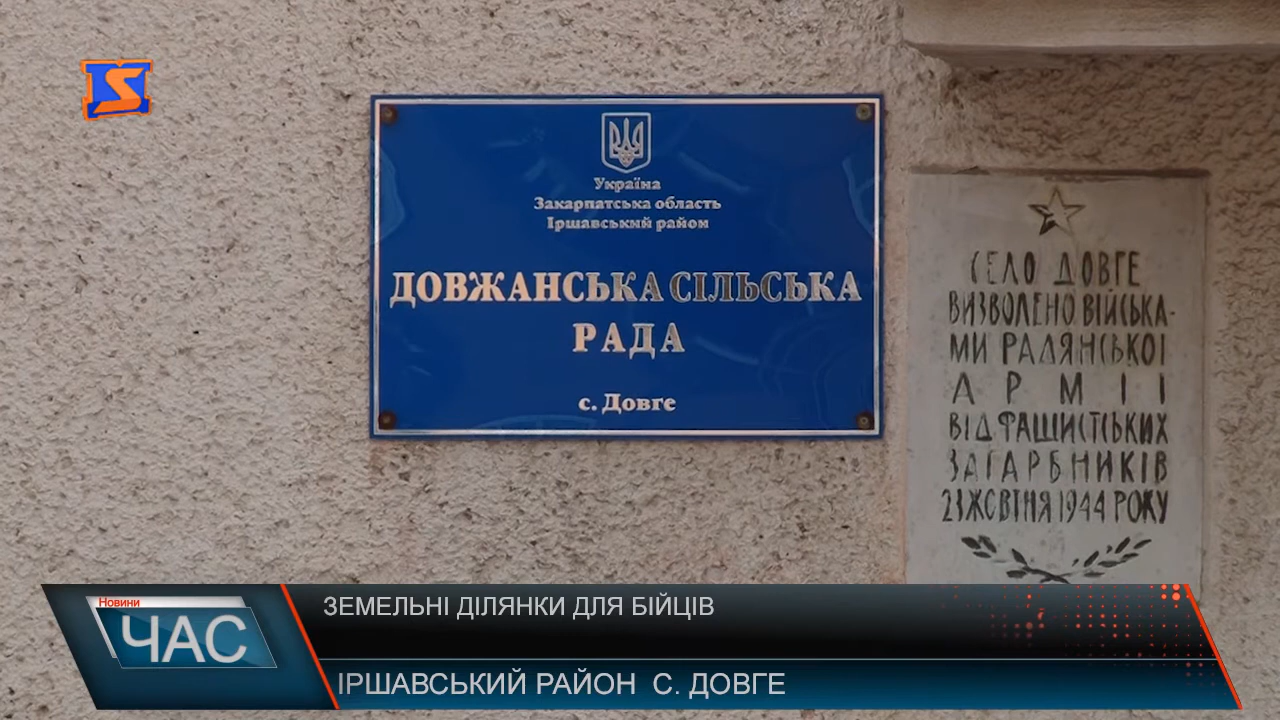 Україна
Закарпатська область
Іршавський район
ДОВЖАНСЬКА СІЛЬСЬКА
РАДА
с. Довге
СЕЛО ДОВГЕ
ВИЗВОЛЕНО ВІЙСЬКА-
МИ РАДЯНСЬКОЇ
АРМІЇ
ВІД ФАШИСТСЬКИХ
ЗАГАРБНИКІВ
23 ЖОВТНЯ 1944 РОКУ
Новини
ЧАС
ЗЕМЕЛЬНІ ДІЛЯНКИ ДЛЯ БІЙЦІВ
ІРШАВСЬКИЙ РАЙОН С. ДОВГЕ